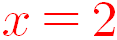 x = 2